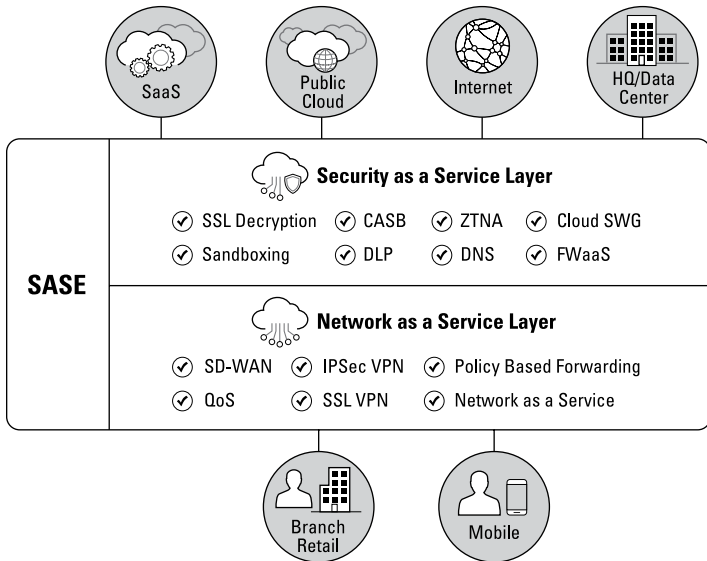 SaaS
Public
Cloud
Internet
HQ/Data
Center
SASE
Security as a Service Layer
SSL Decryption CASB ZTNA Cloud SWG
Sandboxing DLP DNS FWaaS
Network as a Service Layer
SD-WAN IPSec VPN Policy Based Forwarding
QoS SSL VPN Network as a Service
Branch
Retail
Mobile